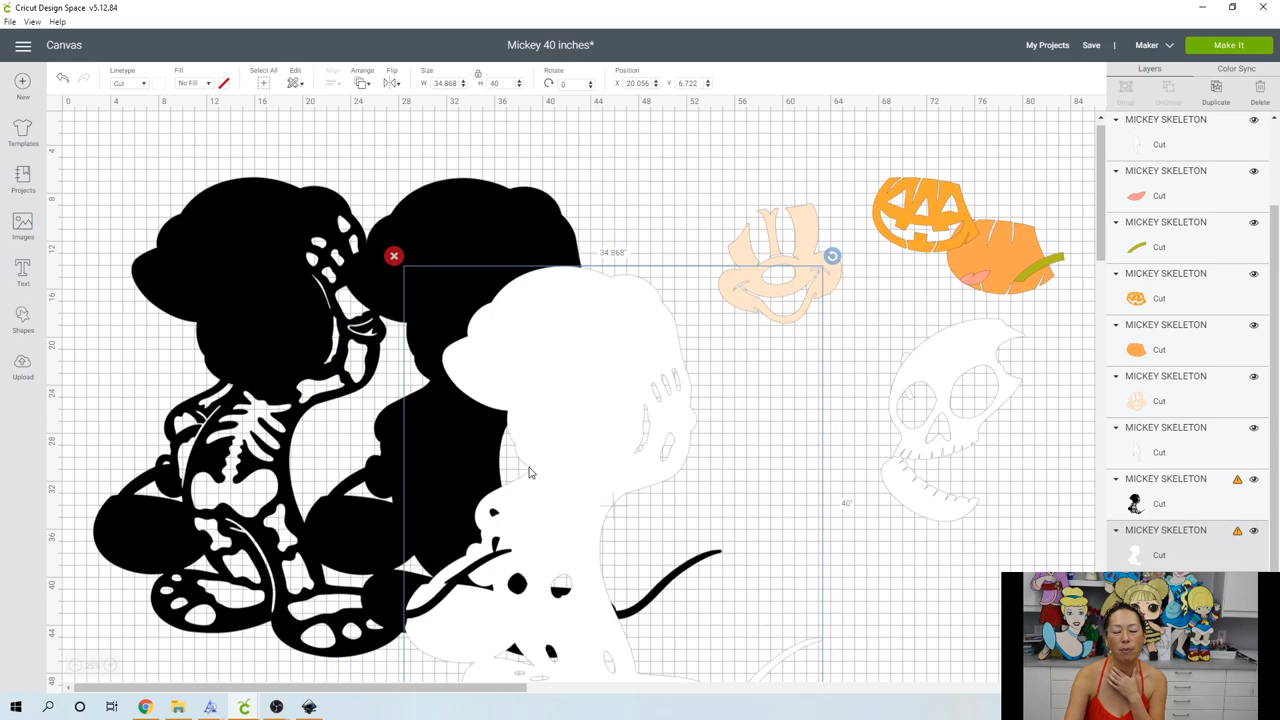 Cricut Design Space v5.12.84
File View Help
Canvas
Mickey 40 inches*
My Projects Save | Maker Make It
Linetype Fill Select All Edit Align Arrange Flip Size Rotate Position
Cut No Fill W 34.868 H 40 0 X 20.056 Y 6.722
Layers Color Sync
Group UnGroup Duplicate Delete
0 4 8 12 16 20 24 28 32 36 40 44 48 52 56 60 64 68 72 76 80 84
4
8
12
16
20
24
28
32
36
40
44
48
New
Templates
Projects
Images
Text
Shapes
Upload
34.868"
40"
25%
MICKEY SKELETON
Cut
MICKEY SKELETON
Cut
MICKEY SKELETON
Cut
MICKEY SKELETON
Cut
MICKEY SKELETON
Cut
MICKEY SKELETON
Cut
MICKEY SKELETON
Cut
MICKEY SKELETON
Cut
MICKEY SKELETON
Cut